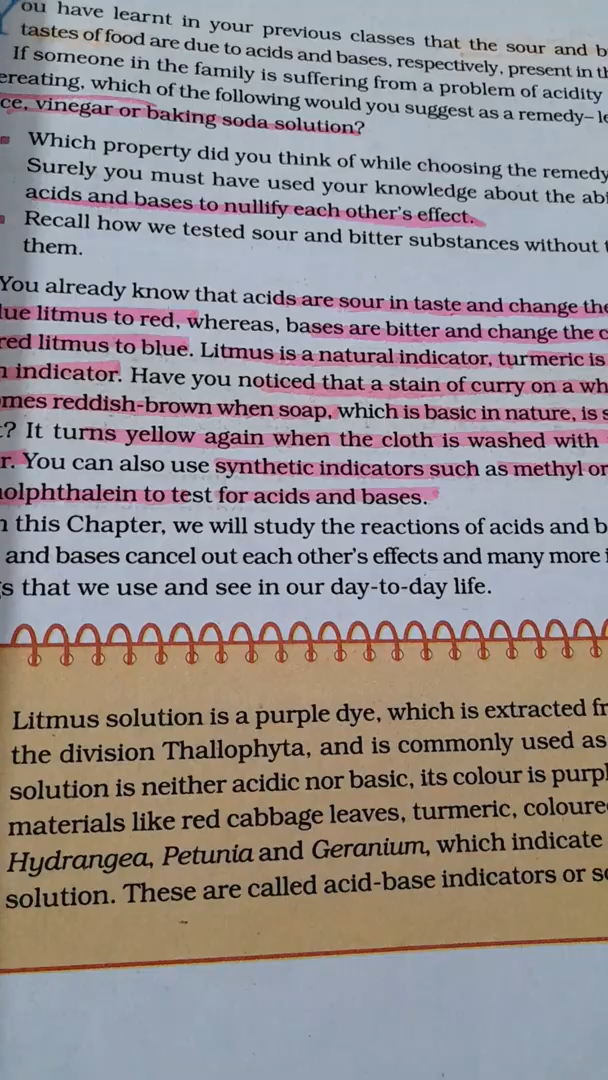 ou have learnt in your previous classes that the sour and b
tastes of food are due to acids and bases, respectively, present in th
If someone in the family is suffering from a problem of acidity
ereating, which of the following would you suggest as a remedy– le
ce, vinegar or baking soda solution?
Which property did you think of while choosing the remedy
Surely you must have used your knowledge about the abi
acids and bases to nullify each other's effect.
Recall how we tested sour and bitter substances without t
them.
You already know that acids are sour in taste and change the
lue litmus to red, whereas, bases are bitter and change the c
red litmus to blue. Litmus is a natural indicator, turmeric is
indicator. Have you noticed that a stain of curry on a wh
mes reddish-brown when soap, which is basic in nature, is s
? It turns yellow again when the cloth is washed with
r. You can also use synthetic indicators such as methyl or
olphthalein to test for acids and bases.
n this Chapter, we will study the reactions of acids and b
and bases cancel out each other's effects and many more i
s that we use and see in our day-to-day life.
Litmus solution is a purple dye, which is extracted fr
the division Thallophyta, and is commonly used as
solution is neither acidic nor basic, its colour is purpl
materials like red cabbage leaves, turmeric, coloure
Hydrangea, Petunia and Geranium, which indicate
solution. These are called acid-base indicators or so